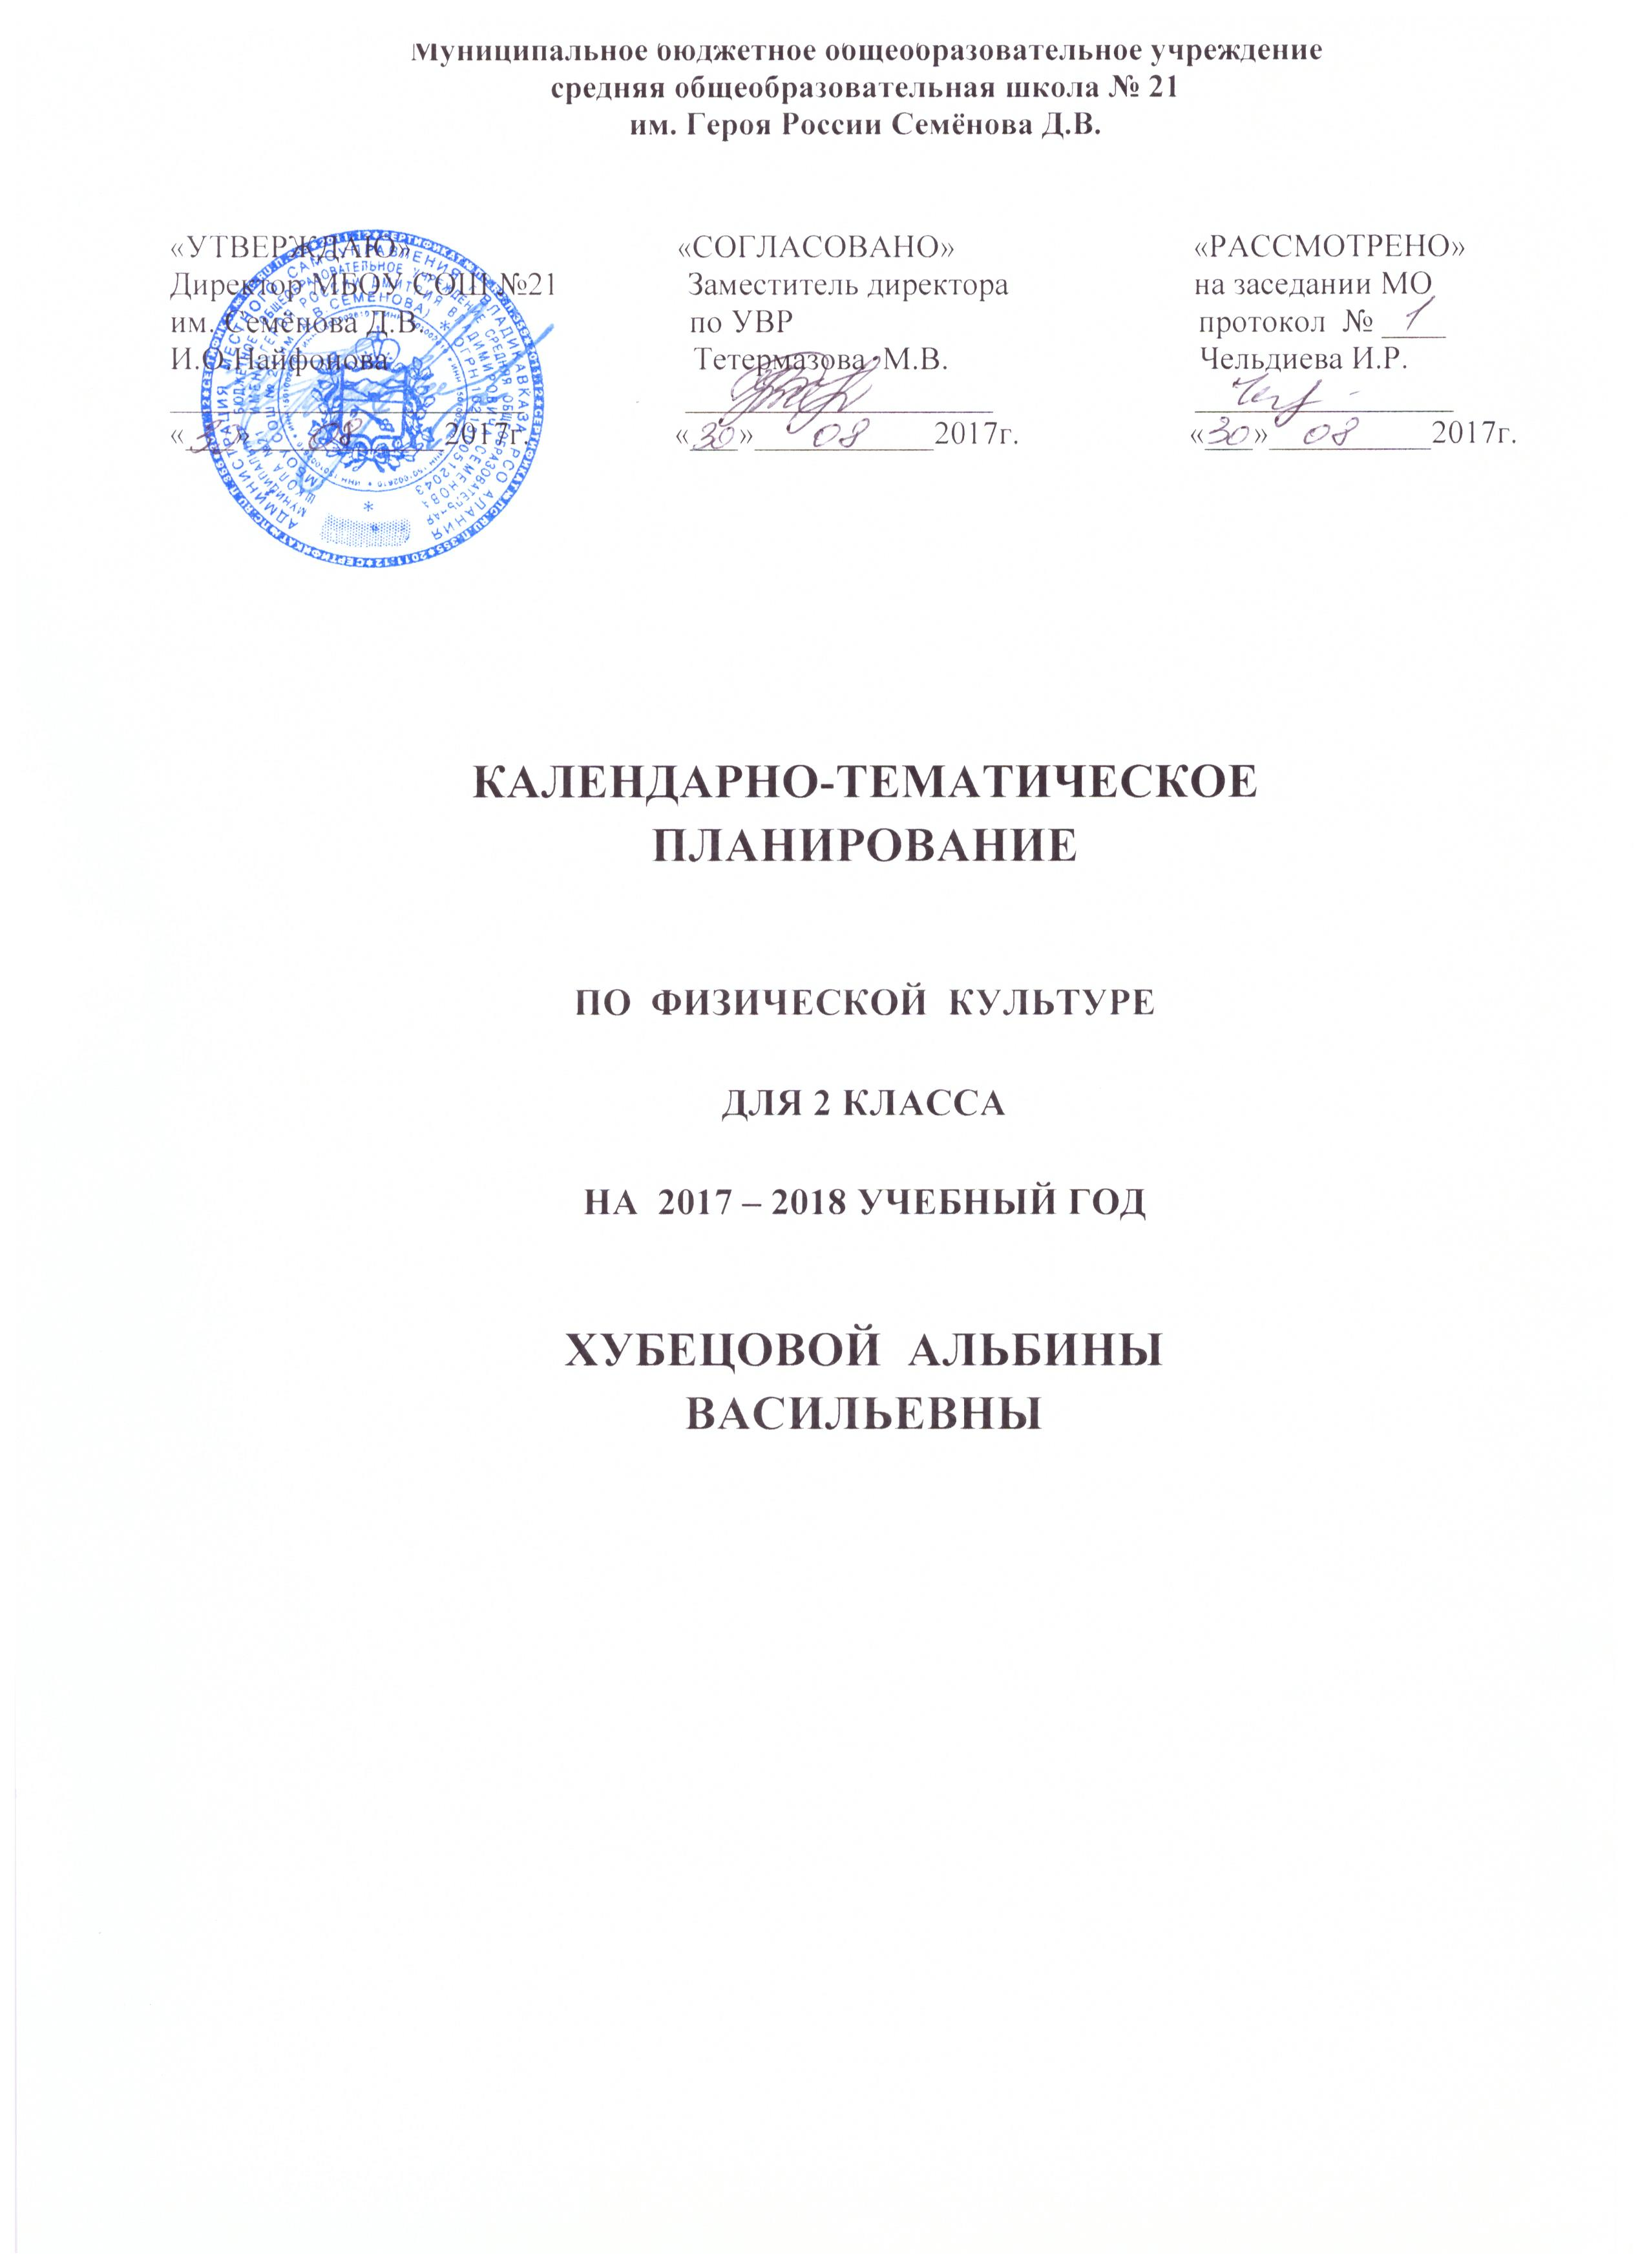 Муниципальное бюджетное общеобразовательное учреждение
средняя общеобразовательная школа № 21
им. Героя России Семёнова Д.В.
«УТВЕРЖДАЮ»
Директор МБОУ СОШ №21
им. Семёнова Д.В.
И.О.Найфонова
«30» 08 2017г.
«СОГЛАСОВАНО»
Заместитель директора
по УВР
Тетермазова М.В.
«30» 08 2017г.
«РАССМОТРЕНО»
на заседании МО
протокол № 1
Чельдиева И.Р.
«30» 08 2017г.
КАЛЕНДАРНО-ТЕМАТИЧЕСКОЕ
ПЛАНИРОВАНИЕ
ПО ФИЗИЧЕСКОЙ КУЛЬТУРЕ
ДЛЯ 2 КЛАССА
НА 2017 – 2018 УЧЕБНЫЙ ГОД
ХУБЕЦОВОЙ АЛЬБИНЫ
ВАСИЛЬЕВНЫ